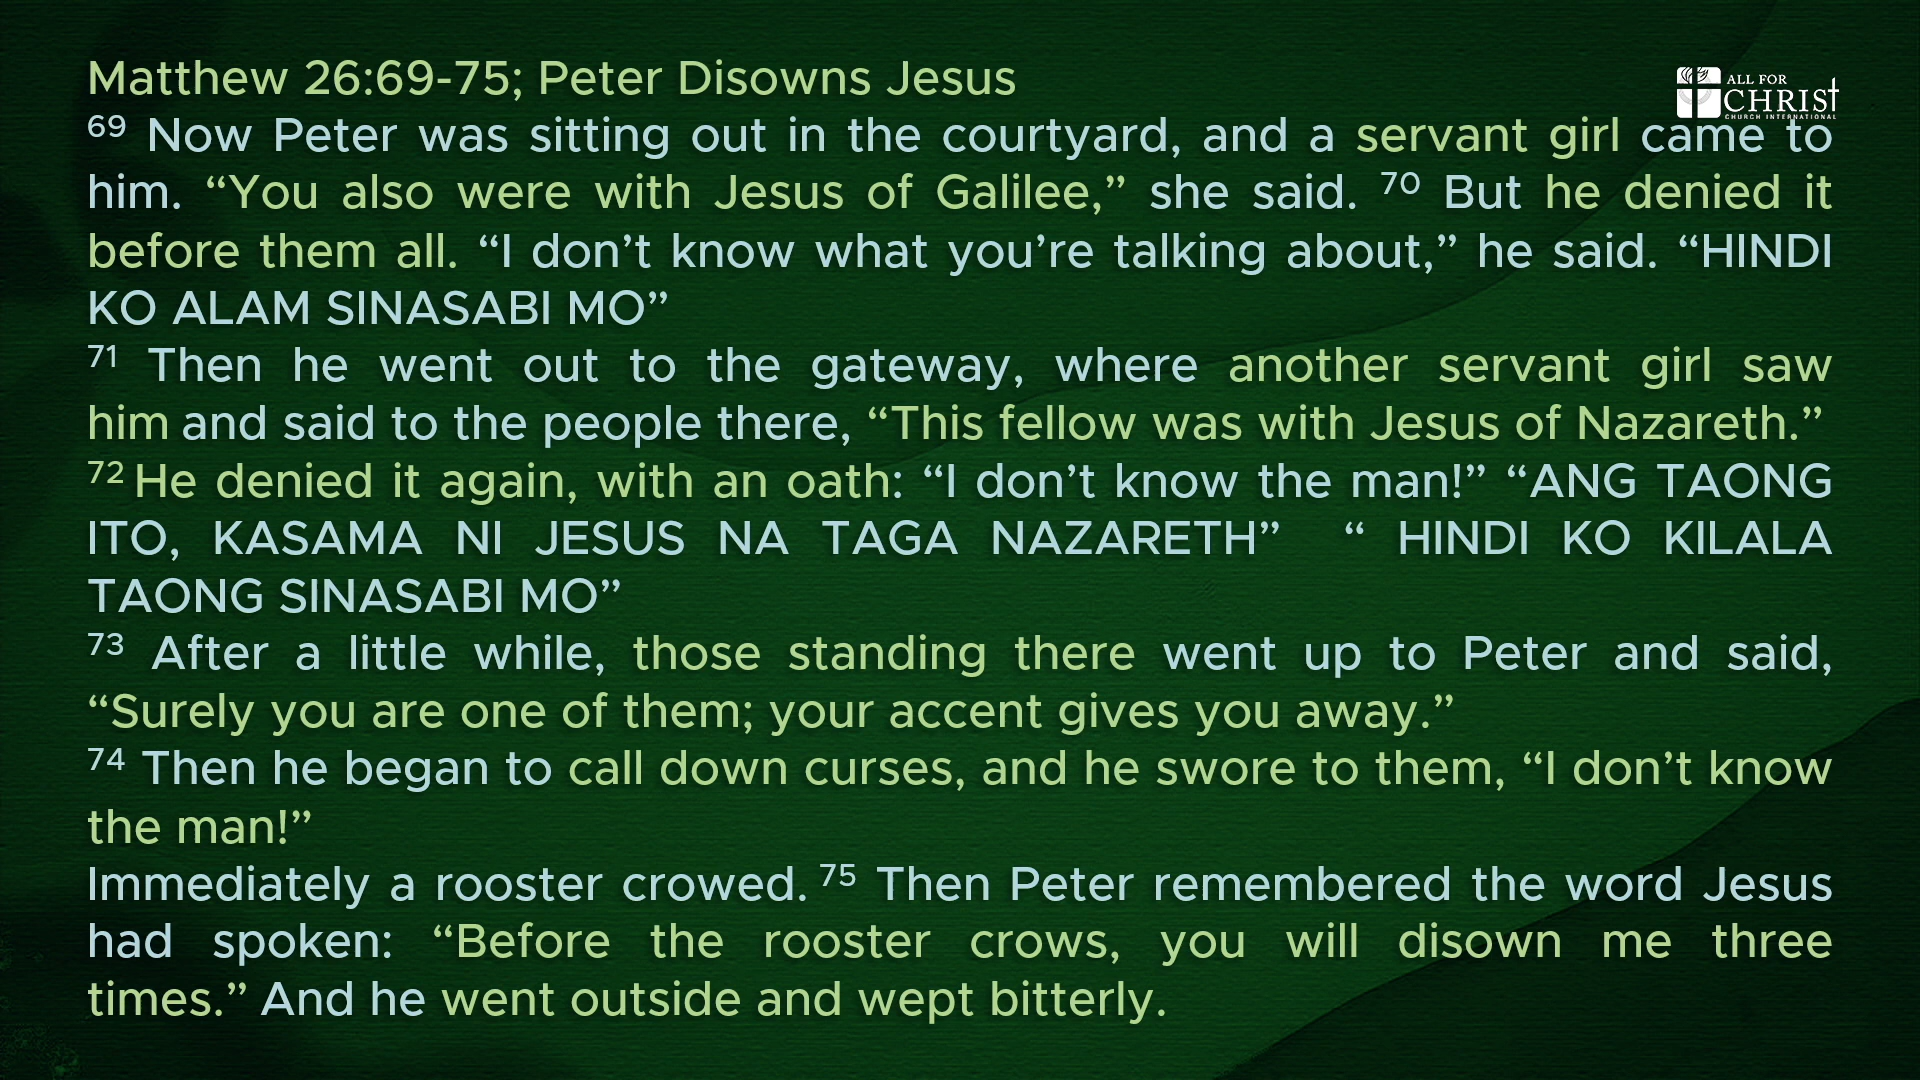 Matthew 26:69-75; Peter Disowns Jesus
ALL FOR
CHRIST
CHURCH INTERNATIONAL
69 Now Peter was sitting out in the courtyard, and a servant girl came to
him. “You also were with Jesus of Galilee,” she said. 70 But he denied it
before them all. “I don’t know what you’re talking about,” he said. “HINDI
KO ALAM SINASABI MO”
71 Then he went out to the gateway, where another servant girl saw
him and said to the people there, “This fellow was with Jesus of Nazareth.”
72 He denied it again, with an oath: “I don’t know the man!” “ANG TAONG
ITO, KASAMA NI JESUS NA TAGA NAZARETH” “ HINDI KO KILALA
TAONG SINASABI MO”
73 After a little while, those standing there went up to Peter and said,
“Surely you are one of them; your accent gives you away.”
74 Then he began to call down curses, and he swore to them, “I don’t know
the man!”
Immediately a rooster crowed. 75 Then Peter remembered the word Jesus
had spoken: “Before the rooster crows, you will disown me three
times.” And he went outside and wept bitterly.